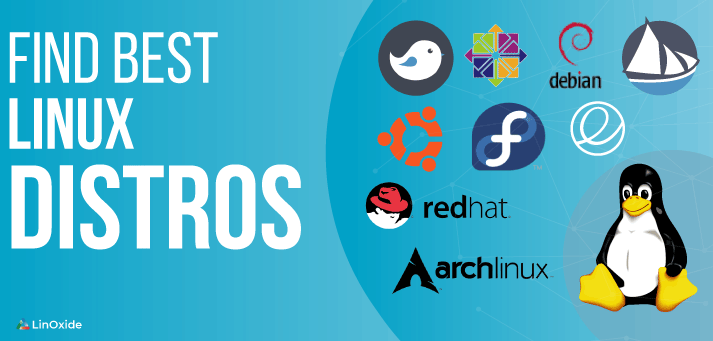 FIND BEST
LINUX
DISTROS
debian
redhat
archlinux
LinOxide